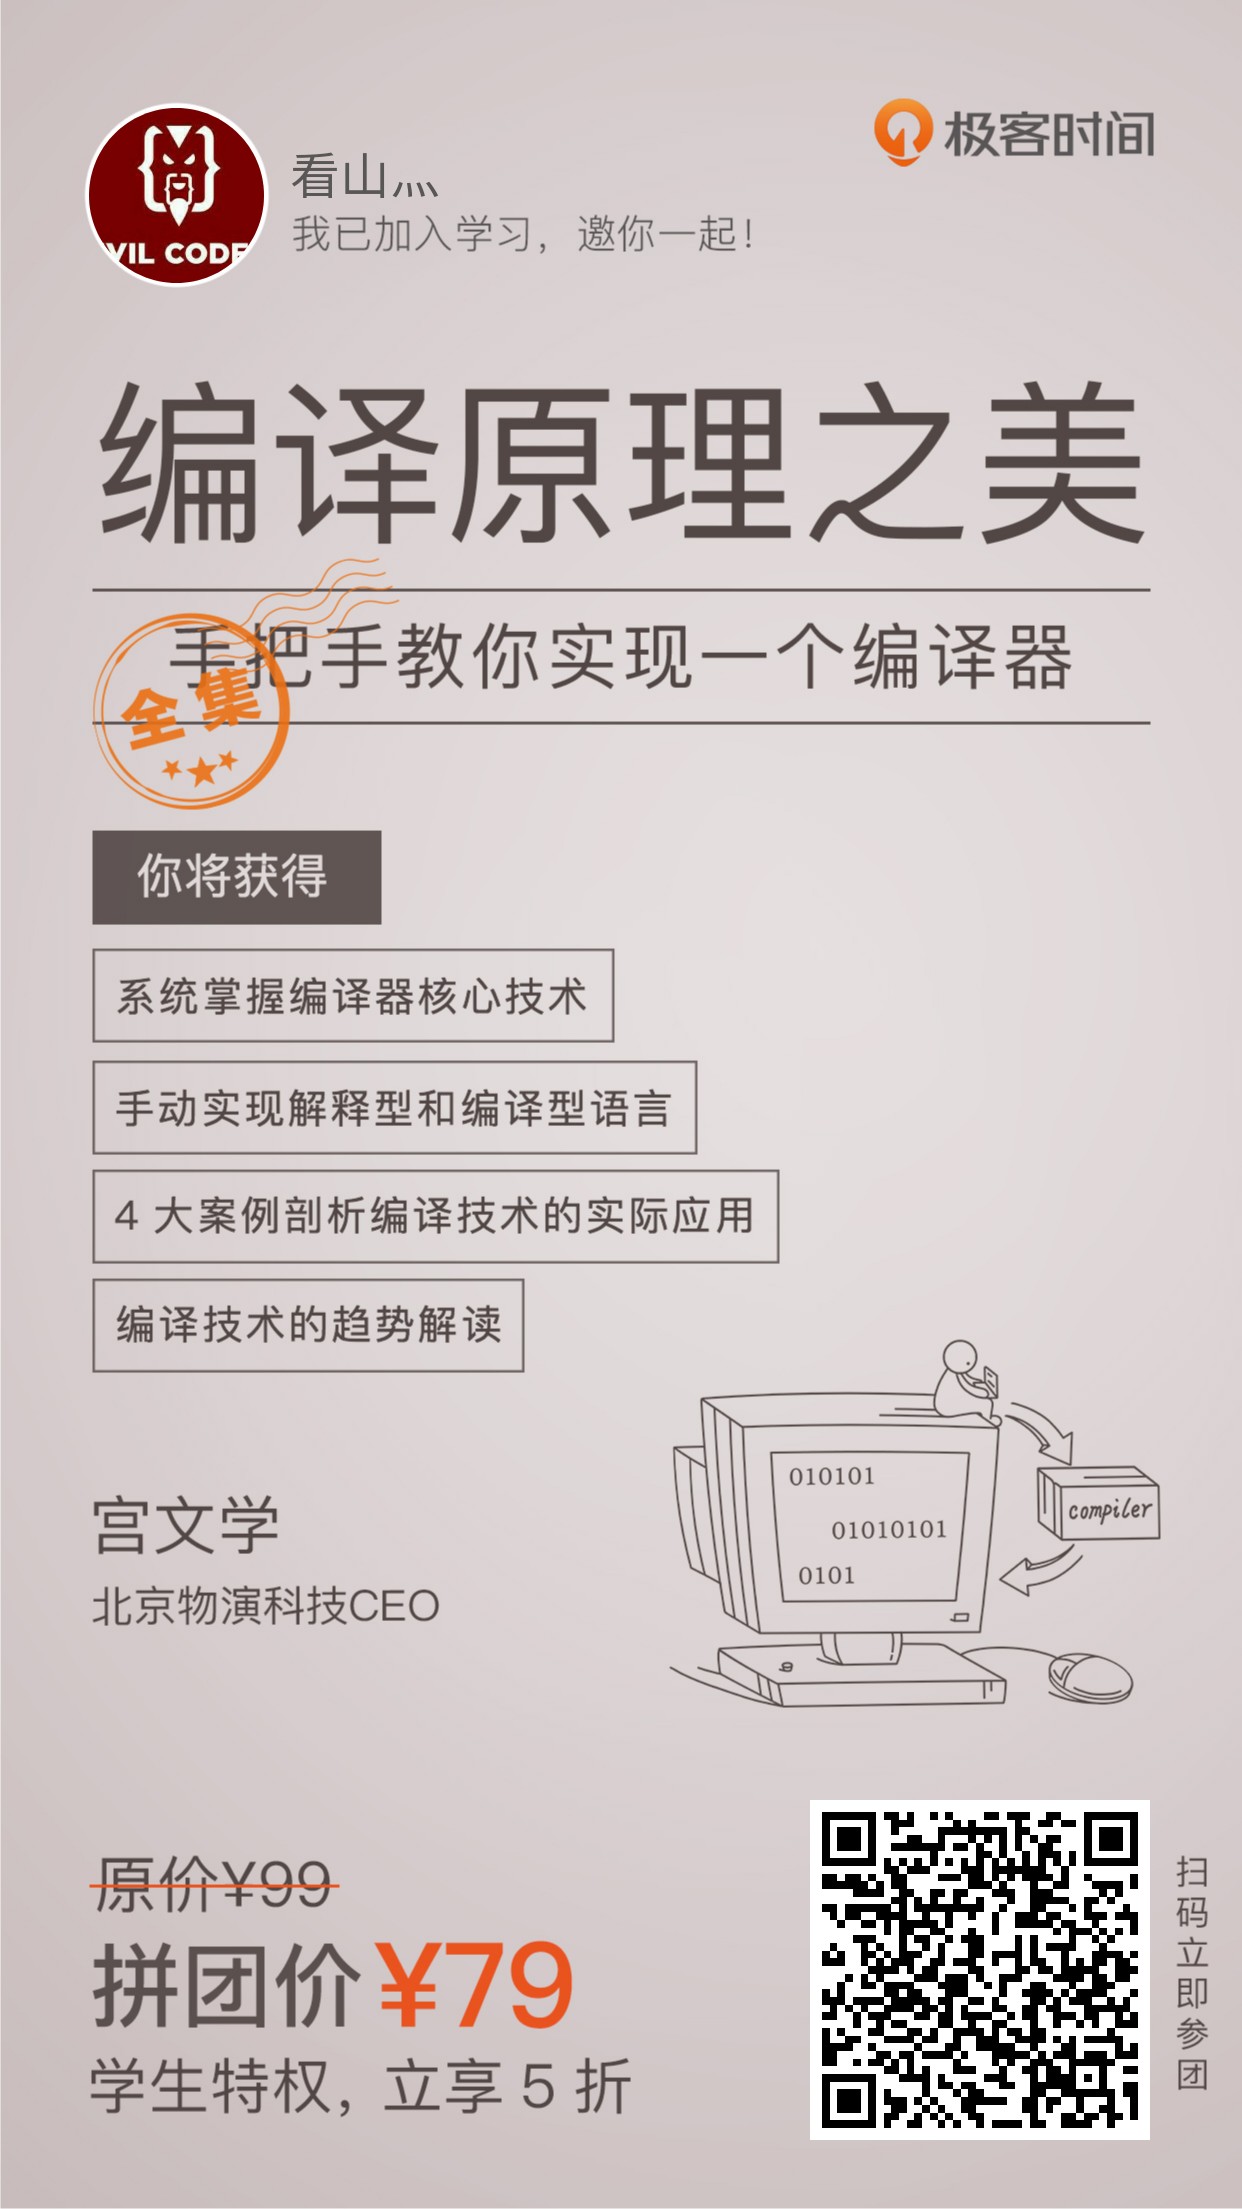 极客时间
VIL CODE
看山灬
我已加入学习，邀你一起！
编译原理之美
手把手教你实现一个编译器
全集
你将获得
系统掌握编译器核心技术
手动实现解释型和编译型语言
4 大案例剖析编译技术的实际应用
编译技术的趋势解读
010101
01010101
0101
compiler
宫文学
北京物演科技CEO
原价¥99
拼团价¥79
学生特权，立享 5 折
扫码立即参团